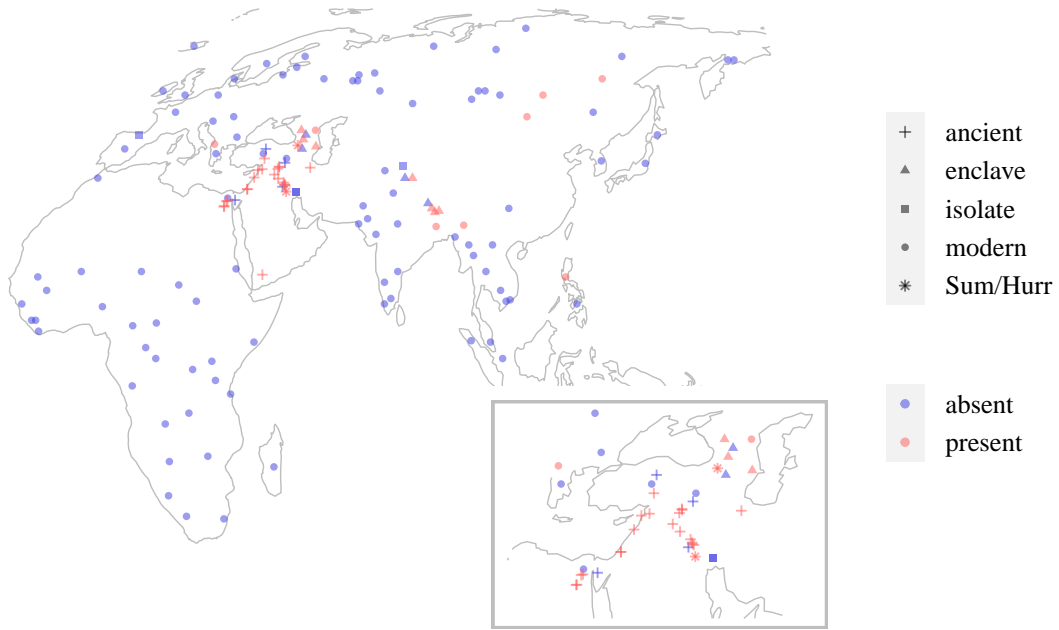 ancient
enclave
isolate
modern
Sum/Hurr
absent
present